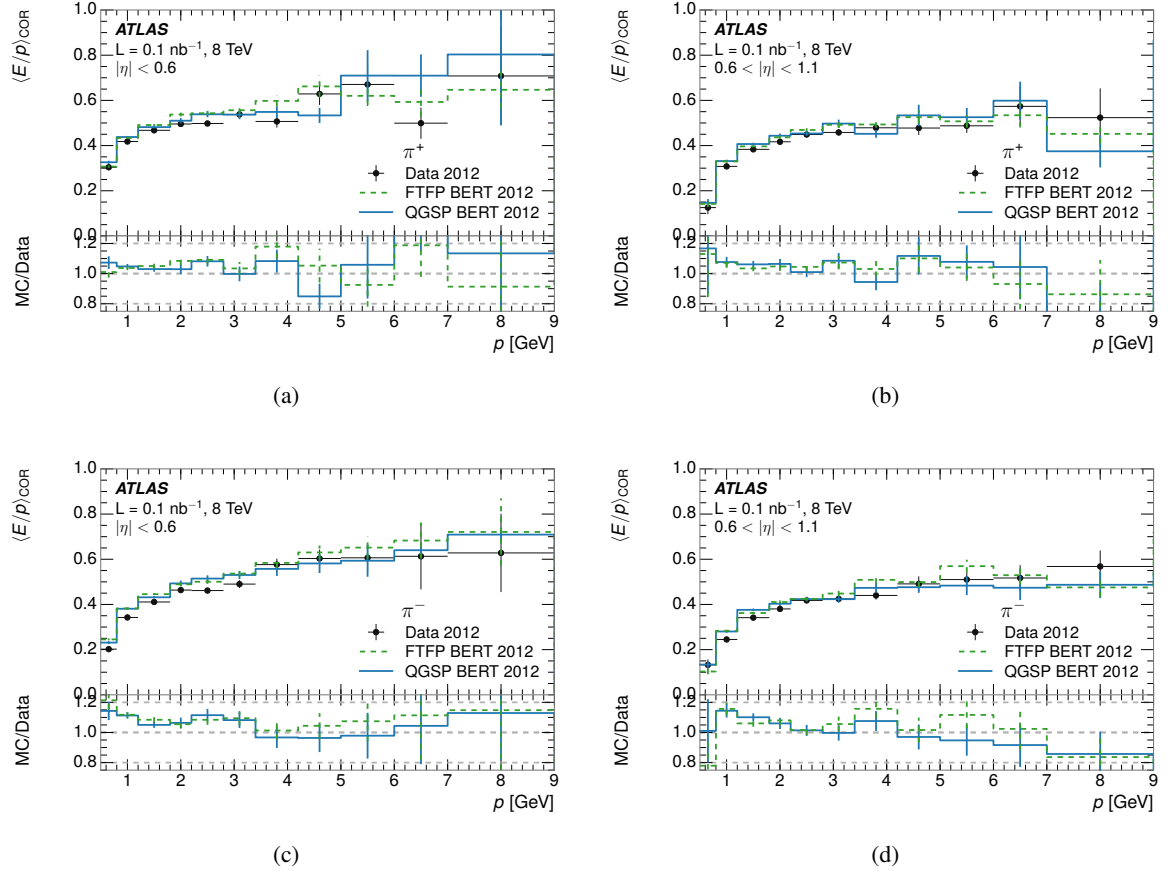 ⟨E/p⟩COR
1.0
0.8
0.6
0.4
0.2
0.0
ATLAS
L = 0.1 nb⁻¹, 8 TeV
|η| < 0.6
π⁺
Data 2012
FTFP BERT 2012
QGSP BERT 2012
MC/Data
1.2
1.0
0.8
1 2 3 4 5 6 7 8 9
p [GeV]
(a)
⟨E/p⟩COR
1.0
0.8
0.6
0.4
0.2
0.0
ATLAS
L = 0.1 nb⁻¹, 8 TeV
0.6 < |η| < 1.1
π⁺
Data 2012
FTFP BERT 2012
QGSP BERT 2012
MC/Data
1.2
1.0
0.8
1 2 3 4 5 6 7 8 9
p [GeV]
(b)
⟨E/p⟩COR
1.0
0.8
0.6
0.4
0.2
0.0
ATLAS
L = 0.1 nb⁻¹, 8 TeV
|η| < 0.6
π⁻
Data 2012
FTFP BERT 2012
QGSP BERT 2012
MC/Data
1.2
1.0
0.8
1 2 3 4 5 6 7 8 9
p [GeV]
(c)
⟨E/p⟩COR
1.0
0.8
0.6
0.4
0.2
0.0
ATLAS
L = 0.1 nb⁻¹, 8 TeV
0.6 < |η| < 1.1
π⁻
Data 2012
FTFP BERT 2012
QGSP BERT 2012
MC/Data
1.2
1.0
0.8
1 2 3 4 5 6 7 8 9
p [GeV]
(d)